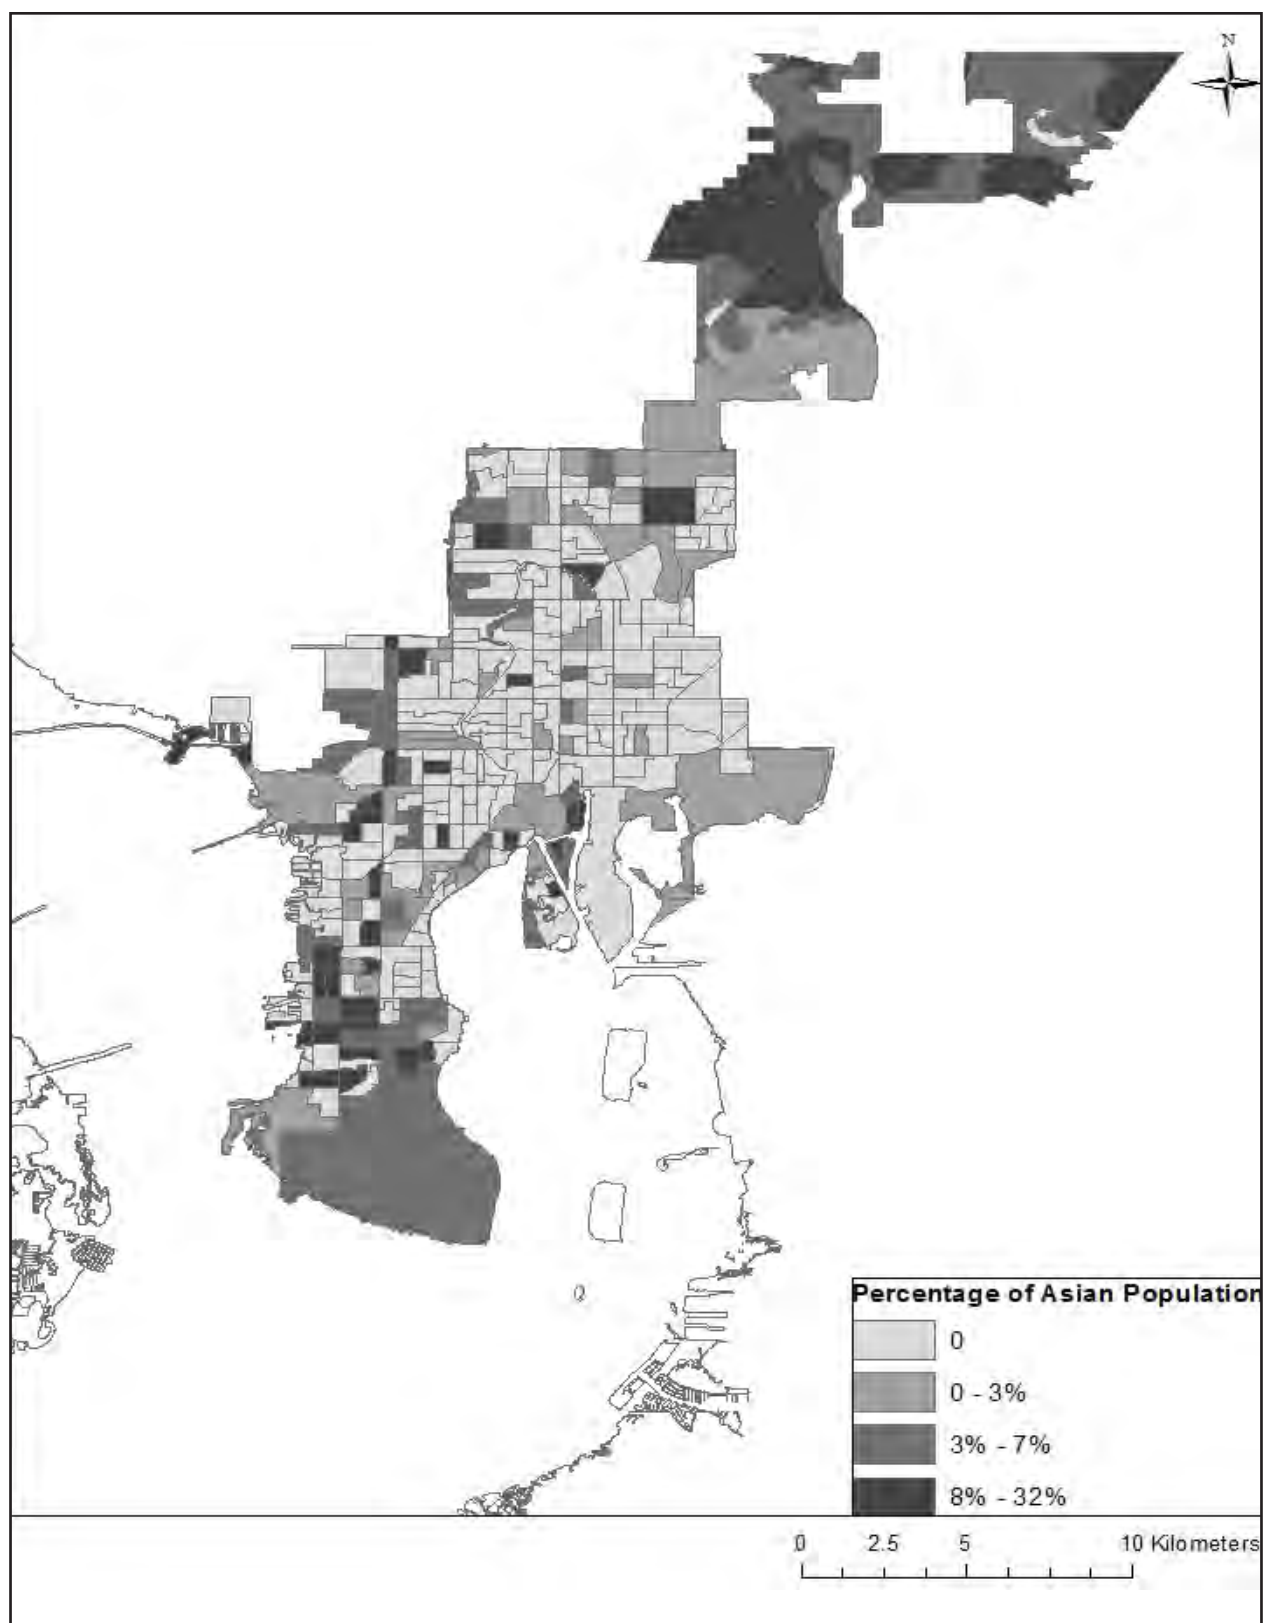 N
Percentage of Asian Population
0
0 - 3%
3% - 7%
8% - 32%
0 2.5 5 10 Kilometers